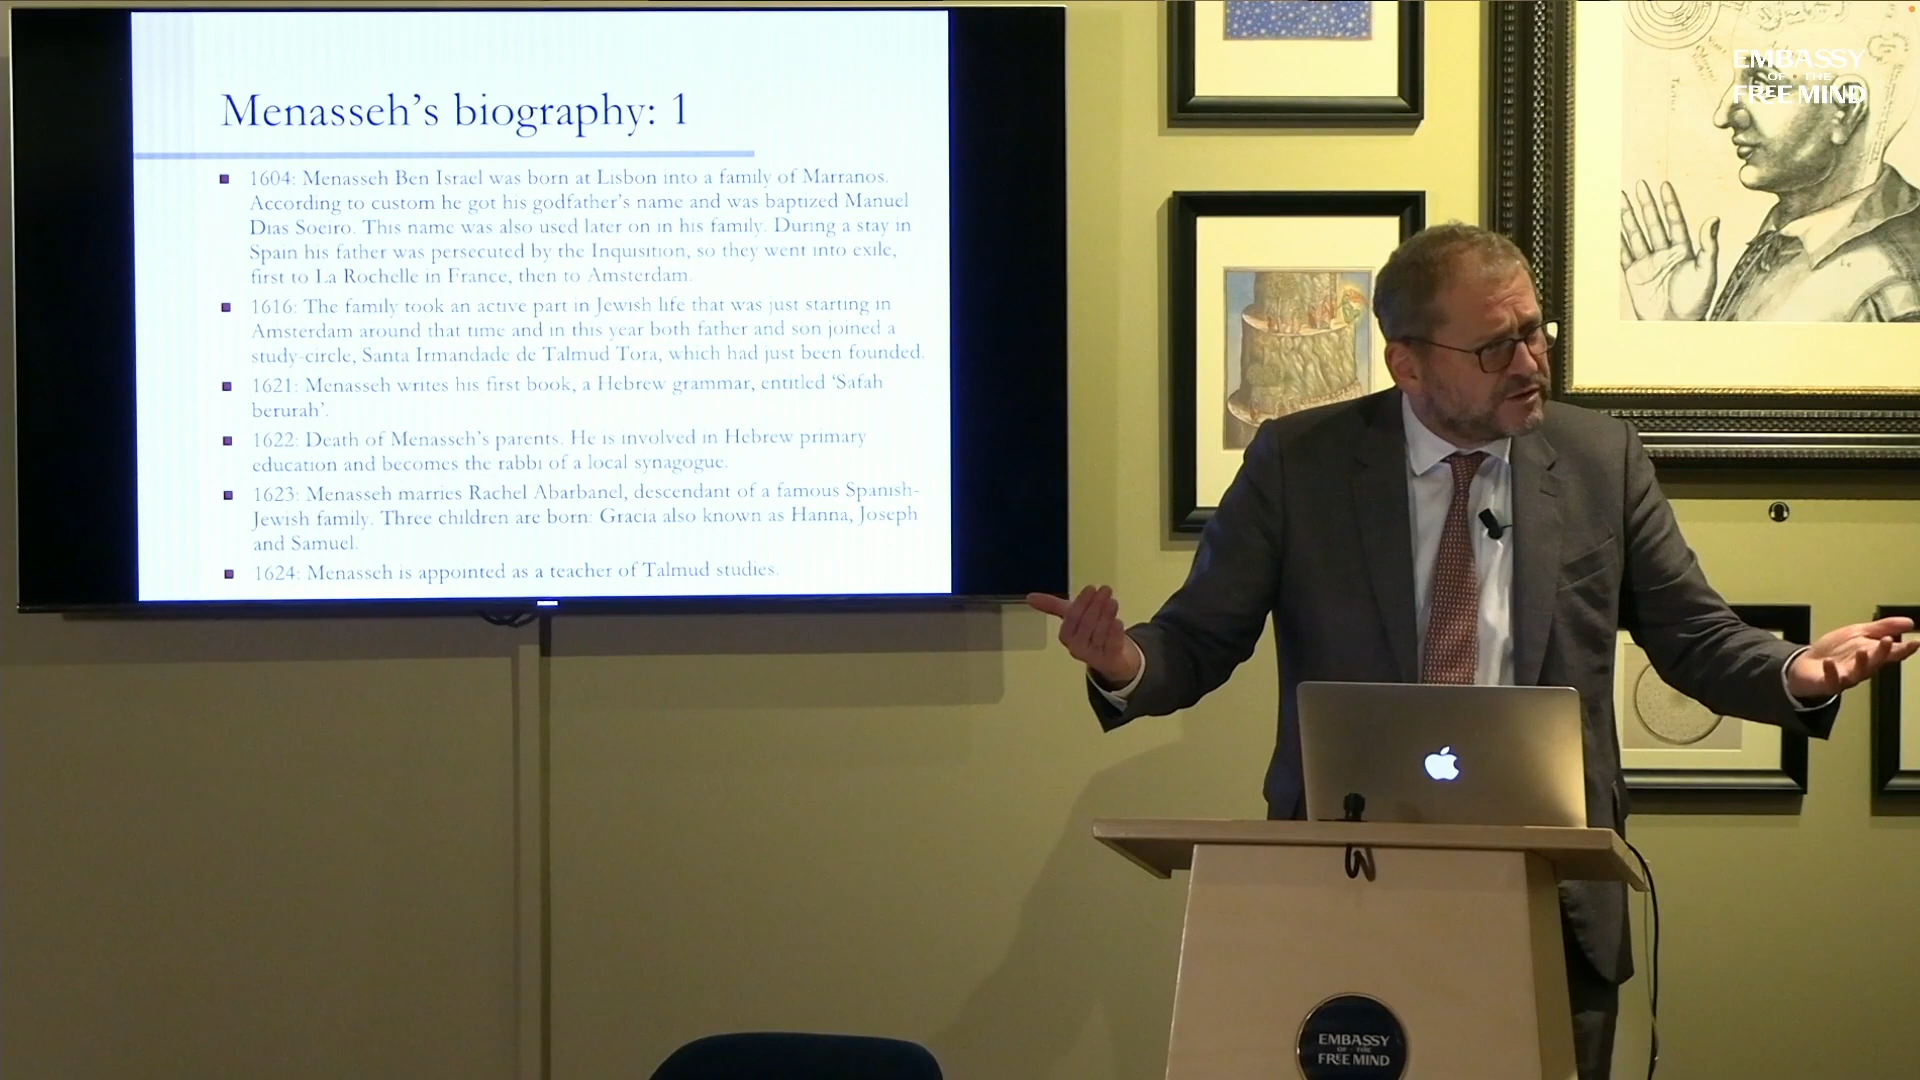 Menasseh's biography: 1
1604: Menasseh Ben Israel was born at Lisbon into a family of Marranos.
According to custom he got his godfather's name and was baptized Manuel
Dias Soeiro. This name was also used later on in his family. During a stay in
Spain his father was persecuted by the Inquisition, so they went into exile,
first to La Rochelle in France, then to Amsterdam.
1616: The family took an active part in Jewish life that was just starting in
Amsterdam around that time and in this year both father and son joined a
study-circle, Santa Irmandade de Talmud Tora, which had just been founded.
1621: Menasseh writes his first book, a Hebrew grammar, entitled 'Safah
berurah'.
1622: Death of Menasseh's parents. He is involved in Hebrew primary
education and becomes the rabbi of a local synagogue.
1623: Menasseh marries Rachel Abarbanel, descendant of a famous Spanish-
Jewish family. Three children are born: Gracia also known as Hanna, Joseph
and Samuel.
1624: Menasseh is appointed as a teacher of Talmud studies.
EMBASSY
OF THE
FREE MIND
EMBASSY
OF THE
FREE MIND